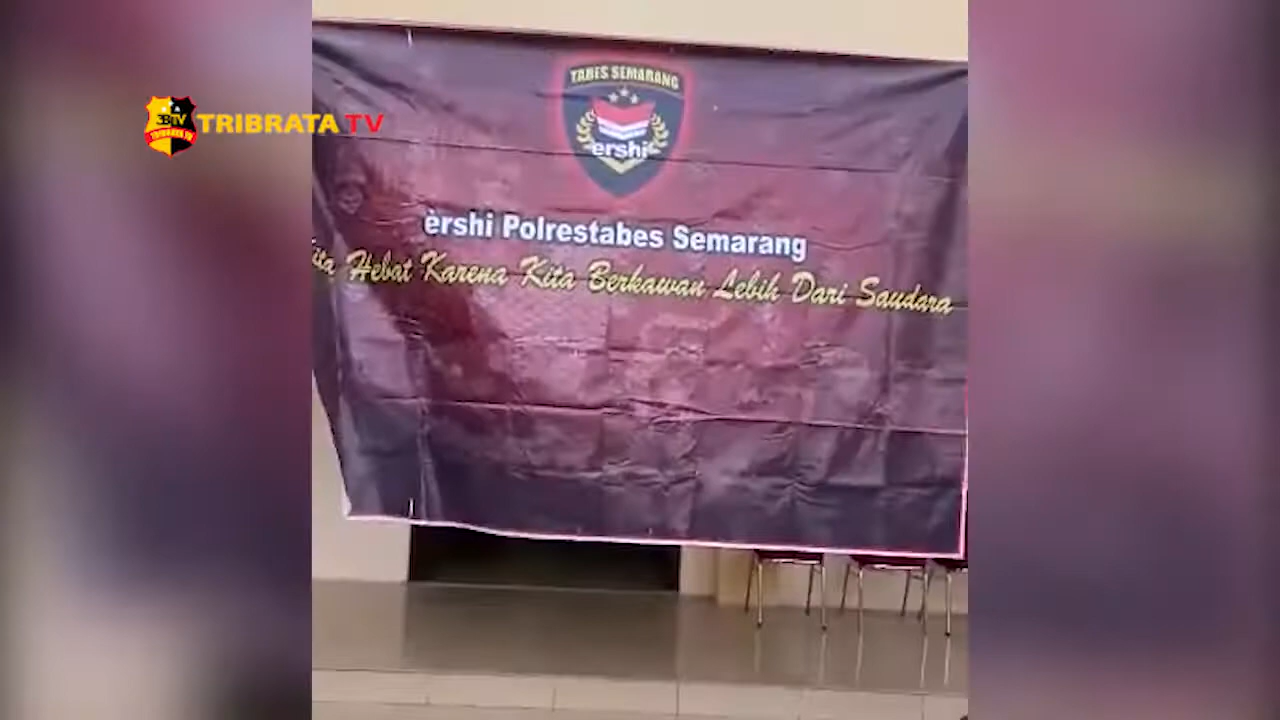 TRIBRATA TV
TABES SEMARANG
ershi
ershi Polrestabes Semarang
Hebat Karena Kita Berkawan Lebih Dari Saudara